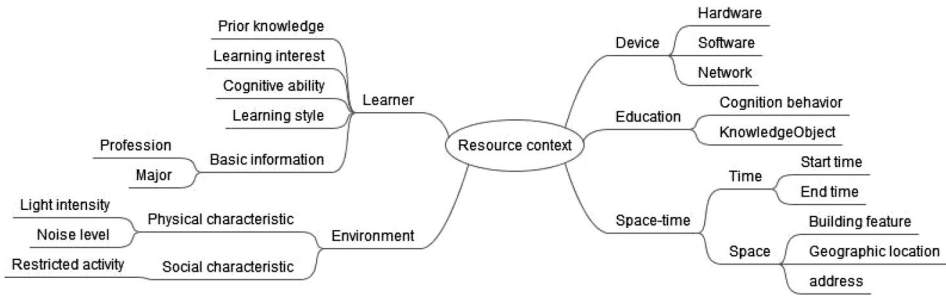 Resource context
Learner
Prior knowledge
Learning interest
Cognitive ability
Learning style
Basic information
Profession
Major
Environment
Physical characteristic
Light intensity
Noise level
Social characteristic
Restricted activity
Device
Hardware
Software
Network
Education
Cognition behavior
KnowledgeObject
Space-time
Time
Start time
End time
Space
Building feature
Geographic location
address